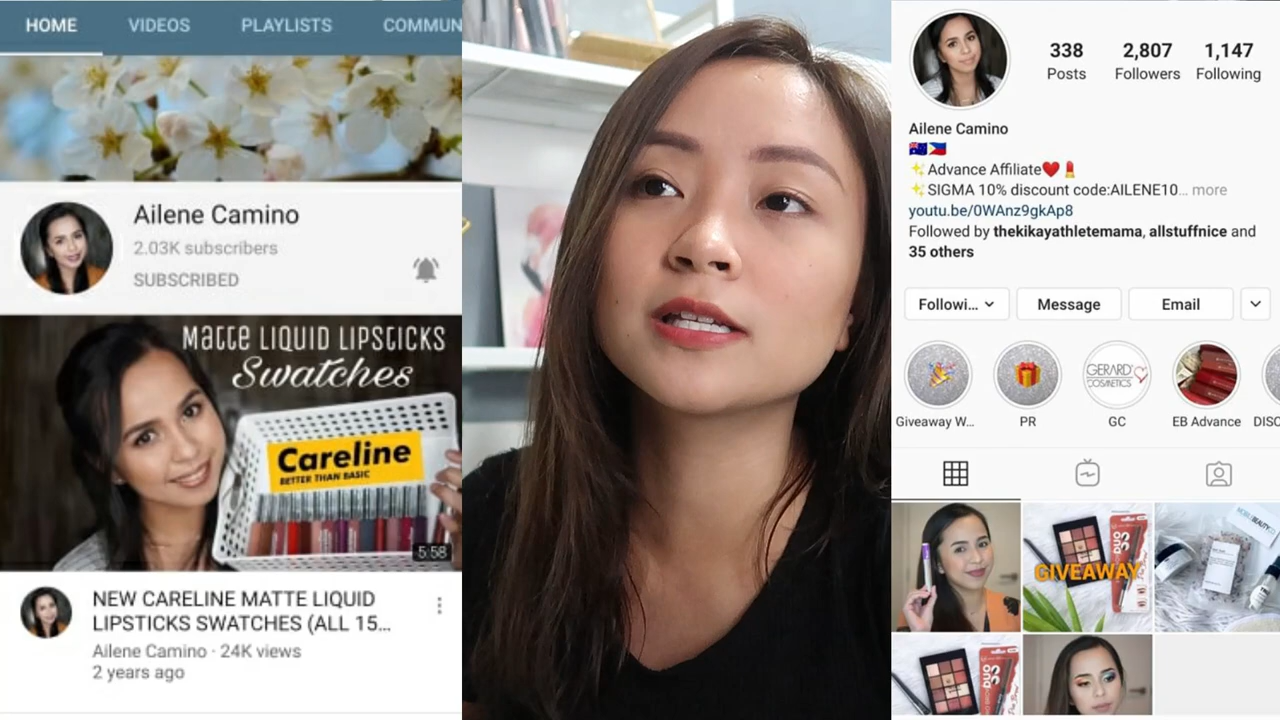 HOME
VIDEOS
PLAYLISTS
COMMUN
Ailene Camino
2.03K subscribers
SUBSCRIBED
Matte LIQUID LIPSTICKS
Swatches
Careline
BETTER THAN BASIC
5:58
NEW CARELINE MATTE LIQUID
LIPSTICKS SWATCHES (ALL 15...
Ailene Camino · 24K views
2 years ago
338
2,807
1,147
Posts
Followers
Following
Ailene Camino
🇦🇺🇵🇭
✨Advance Affiliate❤️💄
✨SIGMA 10% discount code:AILENE10... more
youtu.be/0WAnz9gkAp8
Followed by thekikayathletemama, allstuffnice and
35 others
Followi...
Message
Email
GERARD
COSMETICS
Giveaway W...
PR
GC
EB Advance
DISC
DUO
GIVEAWAY
DUO